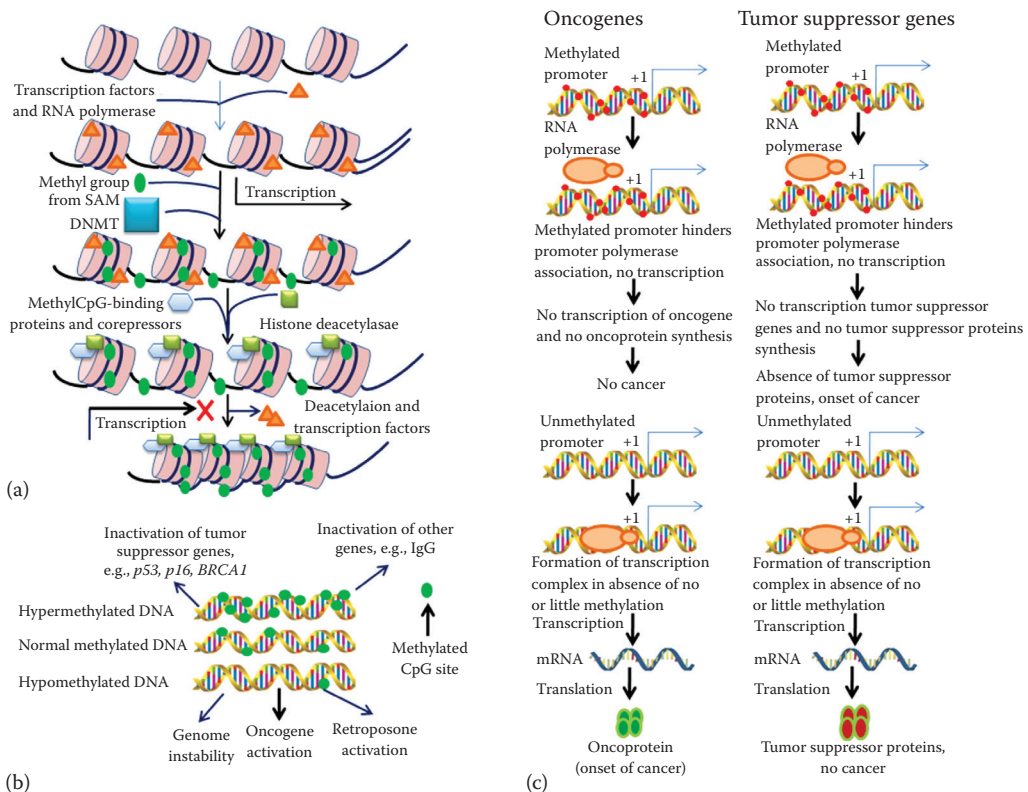 Transcription factors
and RNA polymerase
Methyl group
from SAM
DNMT
Transcription
MethylCpG-binding
proteins and corepressors
Histone deacetylasae
Transcription
Deacetylaion and
transcription factors
(a)
Inactivation of tumor
suppressor genes,
e.g., p53, p16, BRCA1
Inactivation of other
genes, e.g., IgG
Hypermethylated DNA
Normal methylated DNA
Hypomethylated DNA
Methylated
CpG site
Genome
instability
Oncogene
activation
Retroposone
activation
(b)
Oncogenes
Methylated
promoter
+1
RNA
polymerase
+1
Methylated promoter hinders
promoter polymerase
association, no transcription
No transcription of oncogene
and no oncoprotein synthesis
No cancer
Unmethylated
promoter
+1
+1
Formation of transcription
complex in absence of no
or little methylation
Transcription
mRNA
Translation
Oncoprotein
(onset of cancer)
Tumor suppressor genes
Methylated
promoter
+1
RNA
polymerase
+1
Methylated promoter hinders
promoter polymerase
association, no transcription
No transcription tumor suppressor
genes and no tumor suppressor proteins
synthesis
Absence of tumor suppressor
proteins, onset of cancer
Unmethylated
promoter
+1
+1
Formation of transcription
complex in absence of no
or little methylation
Transcription
mRNA
Translation
Tumor suppressor proteins,
no cancer
(c)